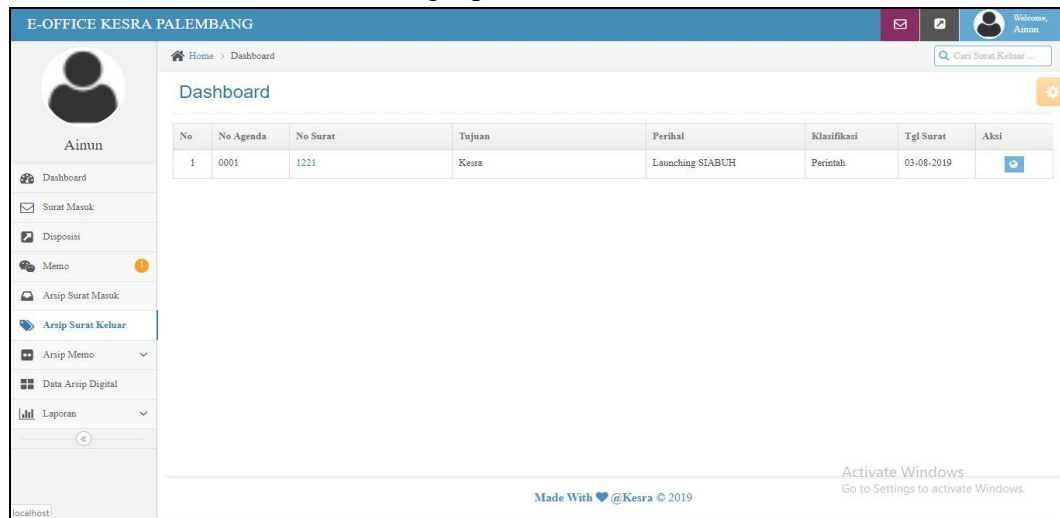 E-OFFICE KESRA PALEMBANG
Welcome,
Ainun
Home > Dashboard
Cari Surat Keluar ...
Dashboard
Ainun
Dashboard
Surat Masuk
Disposisi
Memo 1
Arsip Surat Masuk
Arsip Surat Keluar
Arsip Memo
Data Arsip Digital
Laporan
No No Agenda No Surat Tujuan Perihal Klasifikasi Tgl Surat Aksi
1 0001 1221 Kesra Launching SIABUH Perintah 03-08-2019
Activate Windows
Go to Settings to activate Windows.
Made With @Kesra © 2019
localhost